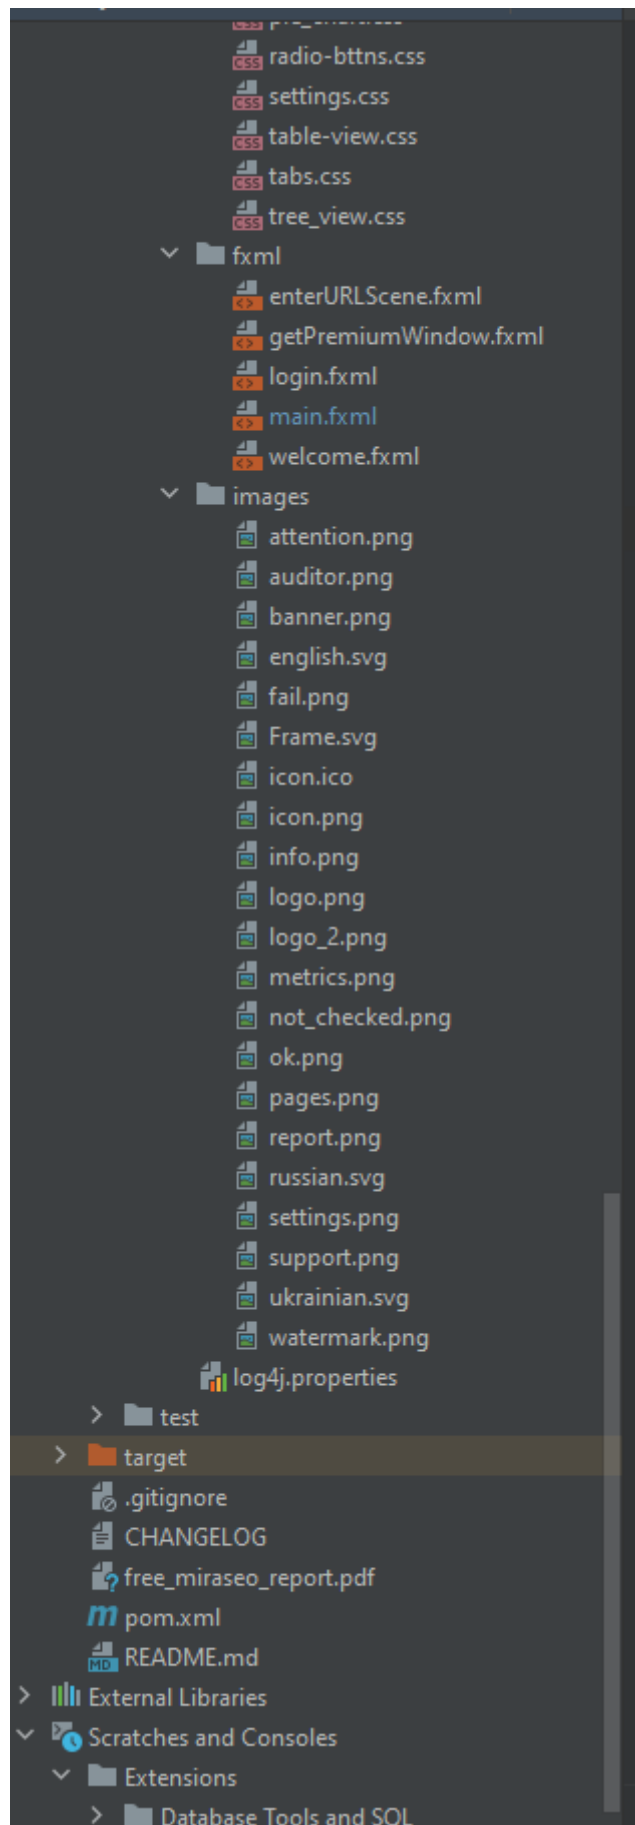 radio-bttns.css
settings.css
table-view.css
tabs.css
tree_view.css
fxml
enterURLScene.fxml
getPremiumWindow.fxml
login.fxml
main.fxml
welcome.fxml
images
attention.png
auditor.png
banner.png
english.svg
fail.png
Frame.svg
icon.ico
icon.png
info.png
logo.png
logo_2.png
metrics.png
not_checked.png
ok.png
pages.png
report.png
russian.svg
settings.png
support.png
ukrainian.svg
watermark.png
log4j.properties
test
target
.gitignore
CHANGELOG
free_miraseo_report.pdf
pom.xml
README.md
External Libraries
Scratches and Consoles
Extensions
Database Tools and SQL